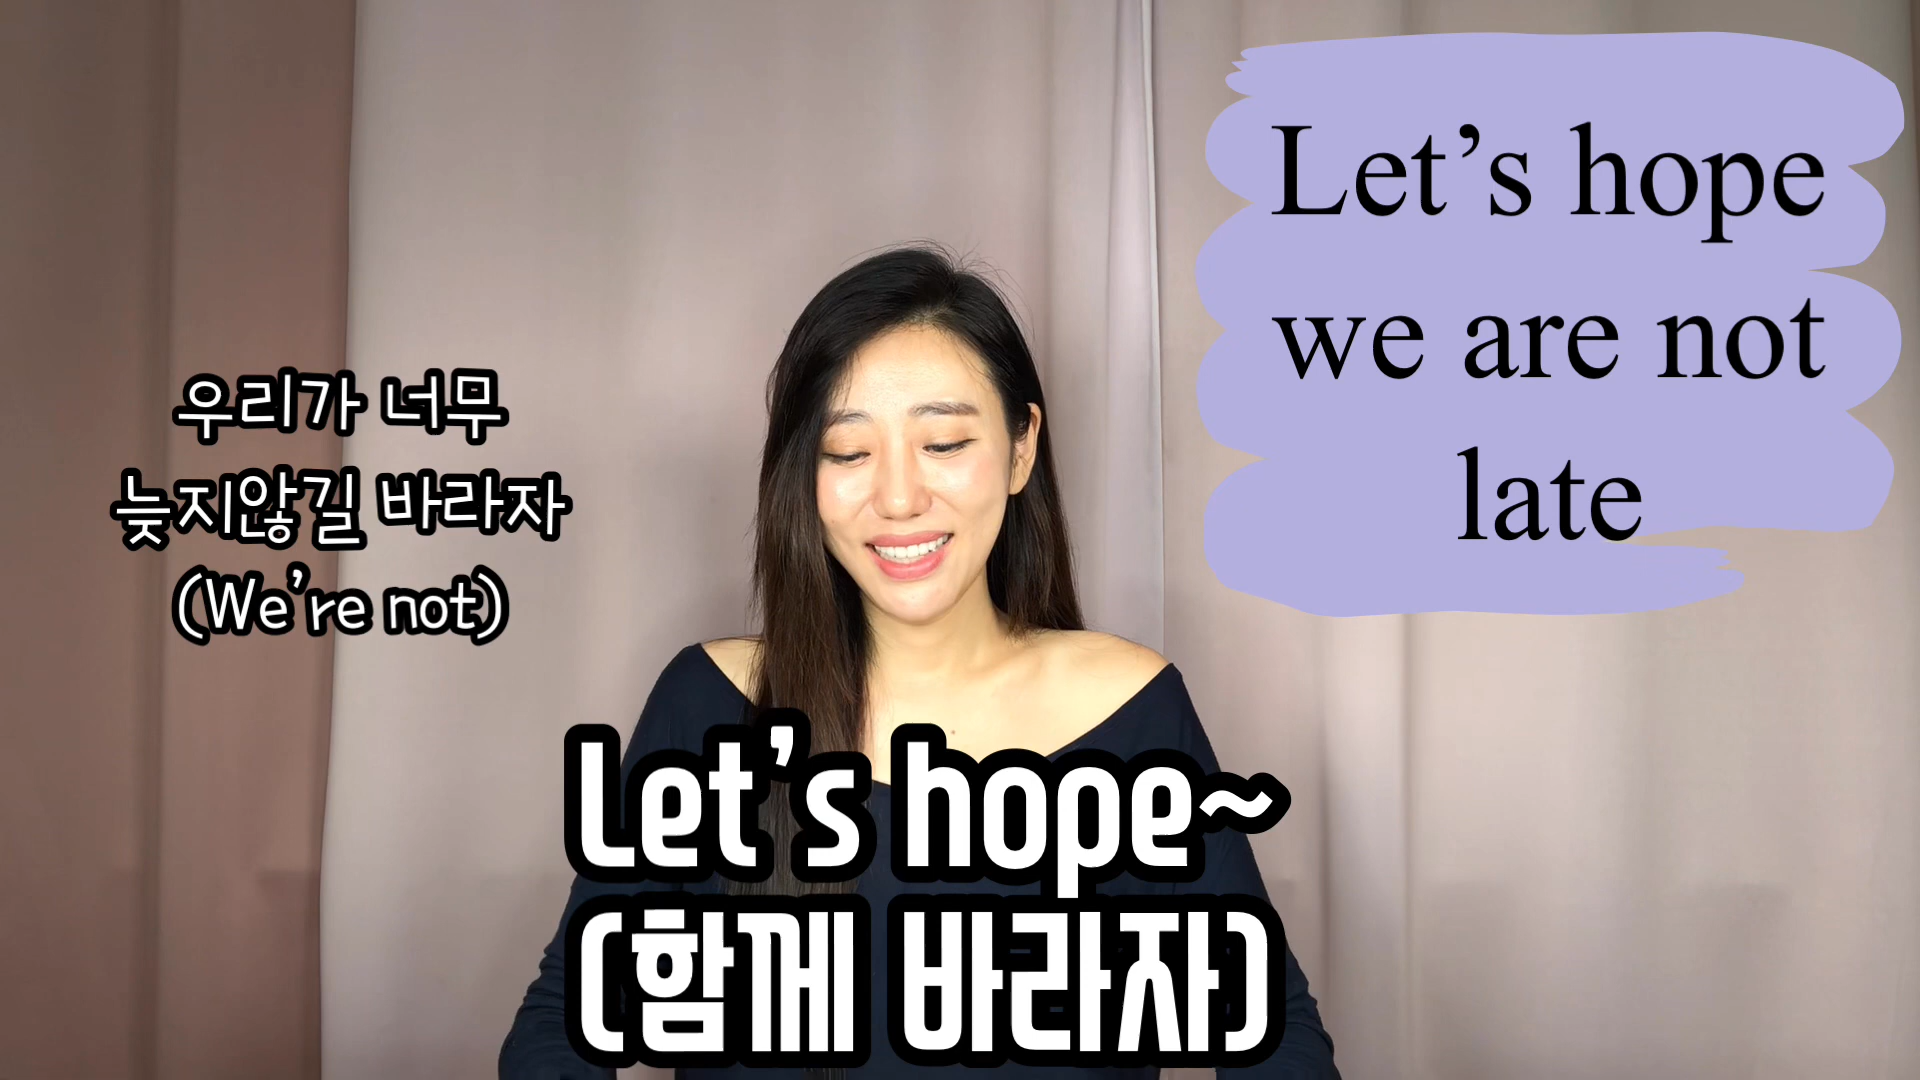 Let's hope
we are not
late
우리가 너무
늦지않길 바라자
(We're not)
Let's hope~
(함께 바라자)